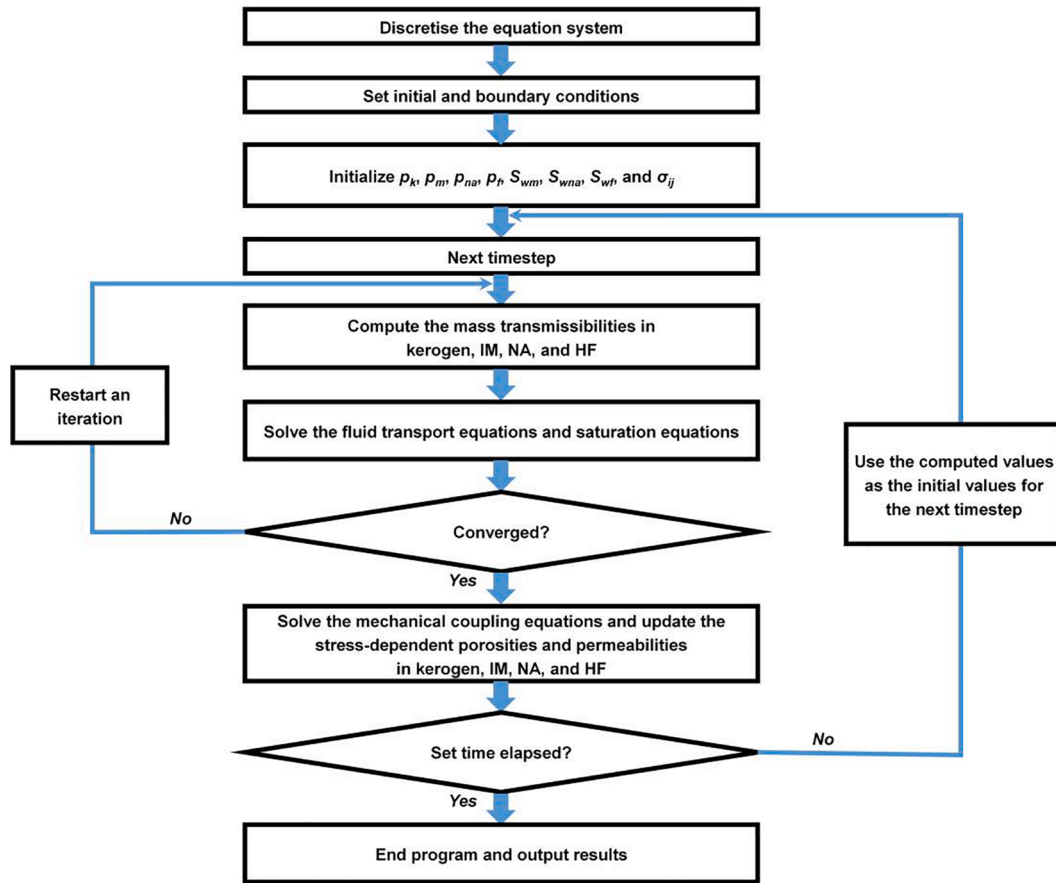 Discretise the equation system
Set initial and boundary conditions
Initialize pk, pm, pna, pf, Swm, Swna, Swf, and σij
Next timestep
Compute the mass transmissibilities in
kerogen, IM, NA, and HF
Restart an
iteration
Solve the fluid transport equations and saturation equations
Use the computed values
as the initial values for
the next timestep
No
Converged?
Yes
Solve the mechanical coupling equations and update the
stress-dependent porosities and permeabilities
in kerogen, IM, NA, and HF
Set time elapsed?
No
Yes
End program and output results